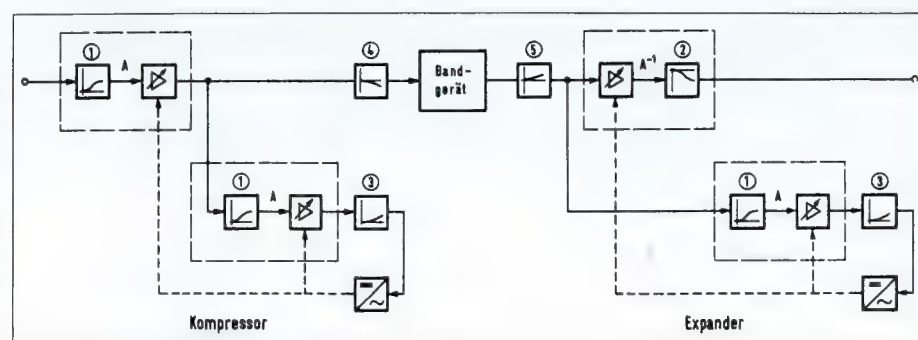 ① A ④ Band-gerät ⑤ A⁻¹ ②
① A ③ ① A ③
Kompressor Expander